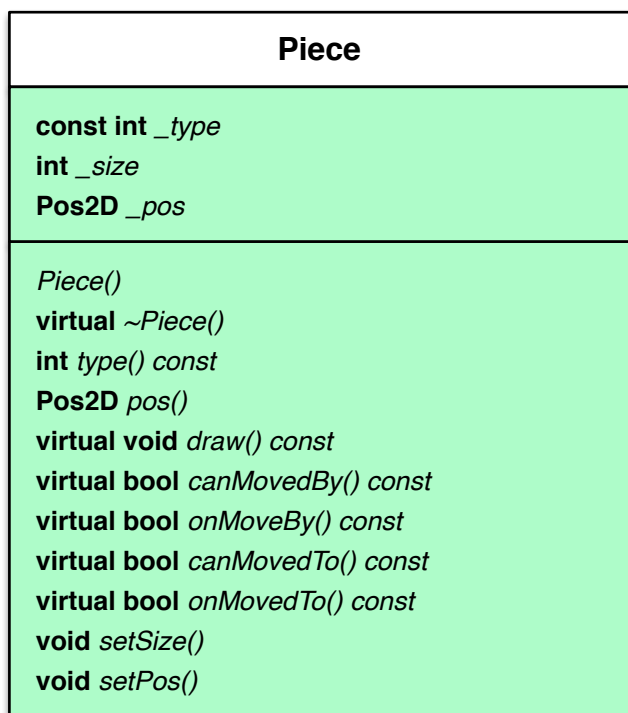 Piece
const int _type
int _size
Pos2D _pos
Piece()
virtual ~Piece()
int type() const
Pos2D pos()
virtual void draw() const
virtual bool canMovedBy() const
virtual bool onMoveBy() const
virtual bool canMovedTo() const
virtual bool onMovedTo() const
void setSize()
void setPos()